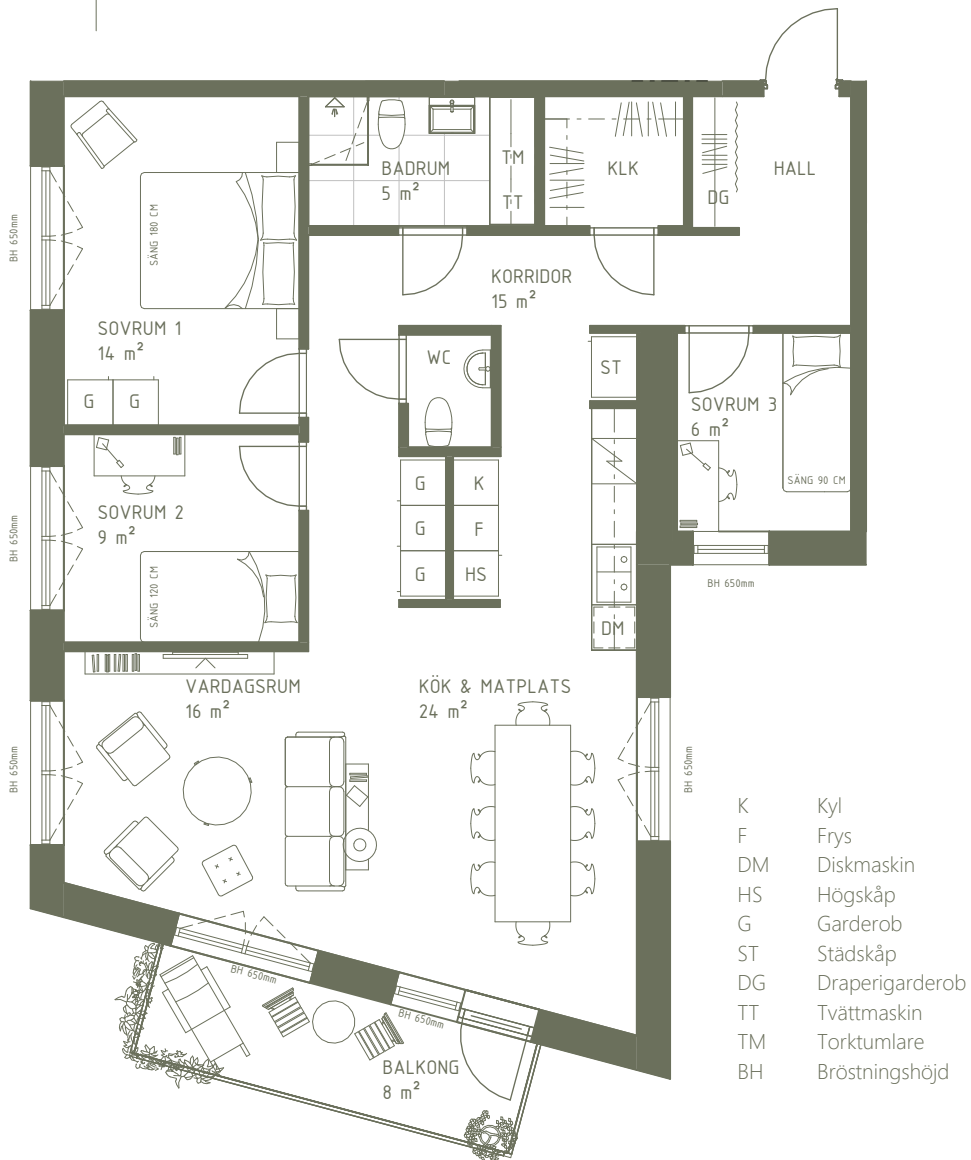 BADRUM
5 m²
TM
TT
KLK
DG
HALL
BH 650mm
SÄNG 180 CM
KORRIDOR
15 m²
SOVRUM 1
14 m²
WC
ST
G
G
SOVRUM 3
6 m²
SÄNG 90 CM
SOVRUM 2
9 m²
G
K
G
F
G
HS
BH 650mm
BH 650mm
SÄNG 120 CM
DM
VARDAGSRUM
16 m²
KÖK & MATPLATS
24 m²
BH 650mm
BH 650mm
K Kyl
F Frys
DM Diskmaskin
HS Högskåp
G Garderob
ST Städskåp
DG Draperigarderob
TT Tvättmaskin
TM Torktumlare
BH Bröstningshöjd
BH 650mm
BH 650mm
BALKONG
8 m²